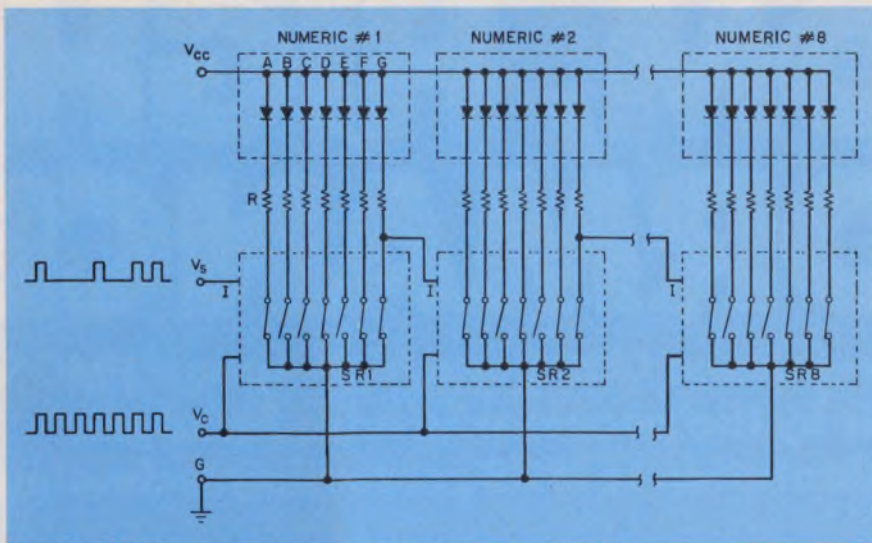 NUMERIC #1
NUMERIC #2
NUMERIC #8
VCC
A B C D E F G
R
VS
I
I
I
SR1
SR2
SR8
VC
G